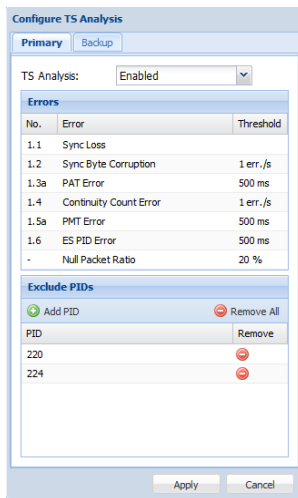 Configure TS Analysis
Primary Backup
TS Analysis: Enabled
Errors
No. Error Threshold
1.1 Sync Loss
1.2 Sync Byte Corruption 1 err./s
1.3a PAT Error 500 ms
1.4 Continuity Count Error 1 err./s
1.5a PMT Error 500 ms
1.6 ES PID Error 500 ms
- Null Packet Ratio 20 %
Exclude PIDs
Add PID Remove All
PID Remove
220
224
Apply Cancel